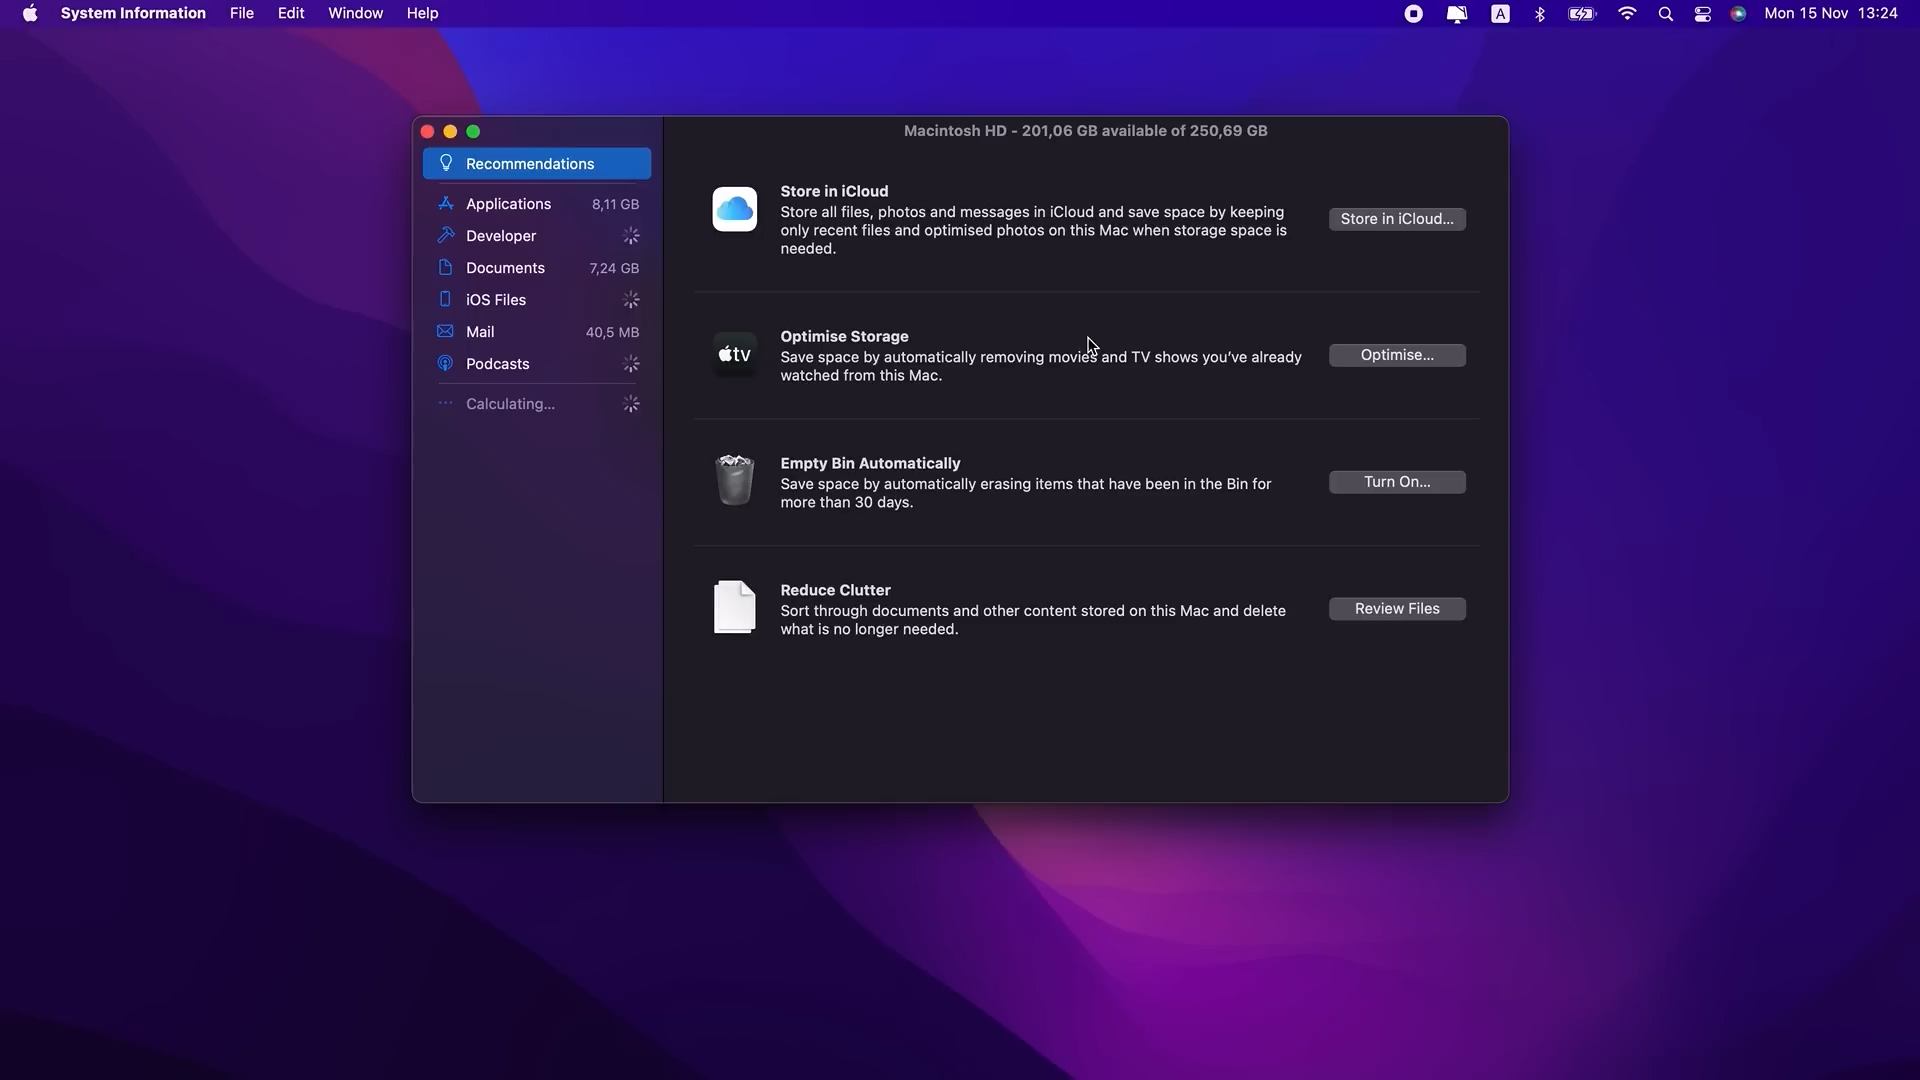 System Information File Edit Window Help A Mon 15 Nov 13:24
Macintosh HD - 201,06 GB available of 250,69 GB
Recommendations
Applications 8,11 GB
Developer
Documents 7,24 GB
iOS Files
Mail 40,5 MB
Podcasts
Calculating...
Store in iCloud
Store all files, photos and messages in iCloud and save space by keeping
only recent files and optimised photos on this Mac when storage space is
needed.
Store in iCloud...
tv
Optimise Storage
Save space by automatically removing movies and TV shows you’ve already
watched from this Mac.
Optimise...
Empty Bin Automatically
Save space by automatically erasing items that have been in the Bin for
more than 30 days.
Turn On...
Reduce Clutter
Sort through documents and other content stored on this Mac and delete
what is no longer needed.
Review Files